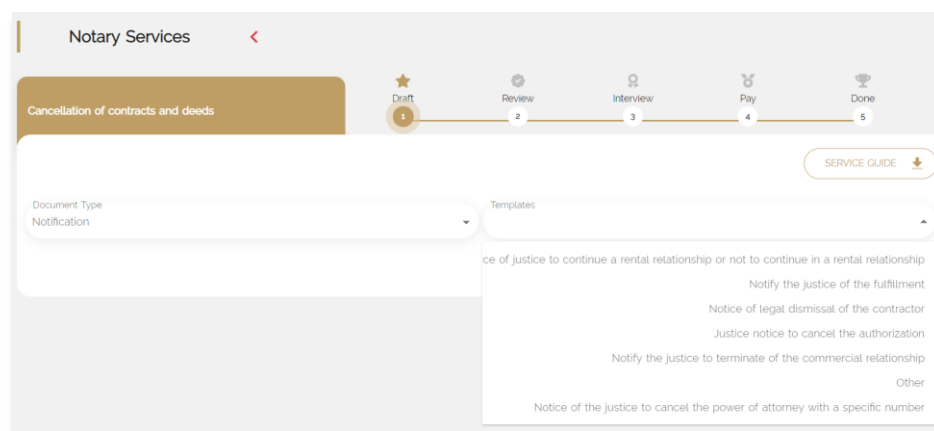 Notary Services
Cancellation of contracts and deeds
Draft
Review
Interview
Pay
Done
1
2
3
4
5
SERVICE GUIDE
Document Type
Notification
Templates
ce of justice to continue a rental relationship or not to continue in a rental relationship
Notify the justice of the fulfillment
Notice of legal dismissal of the contractor
Justice notice to cancel the authorization
Notify the justice to terminate of the commercial relationship
Other
Notice of the justice to cancel the power of attorney with a specific number